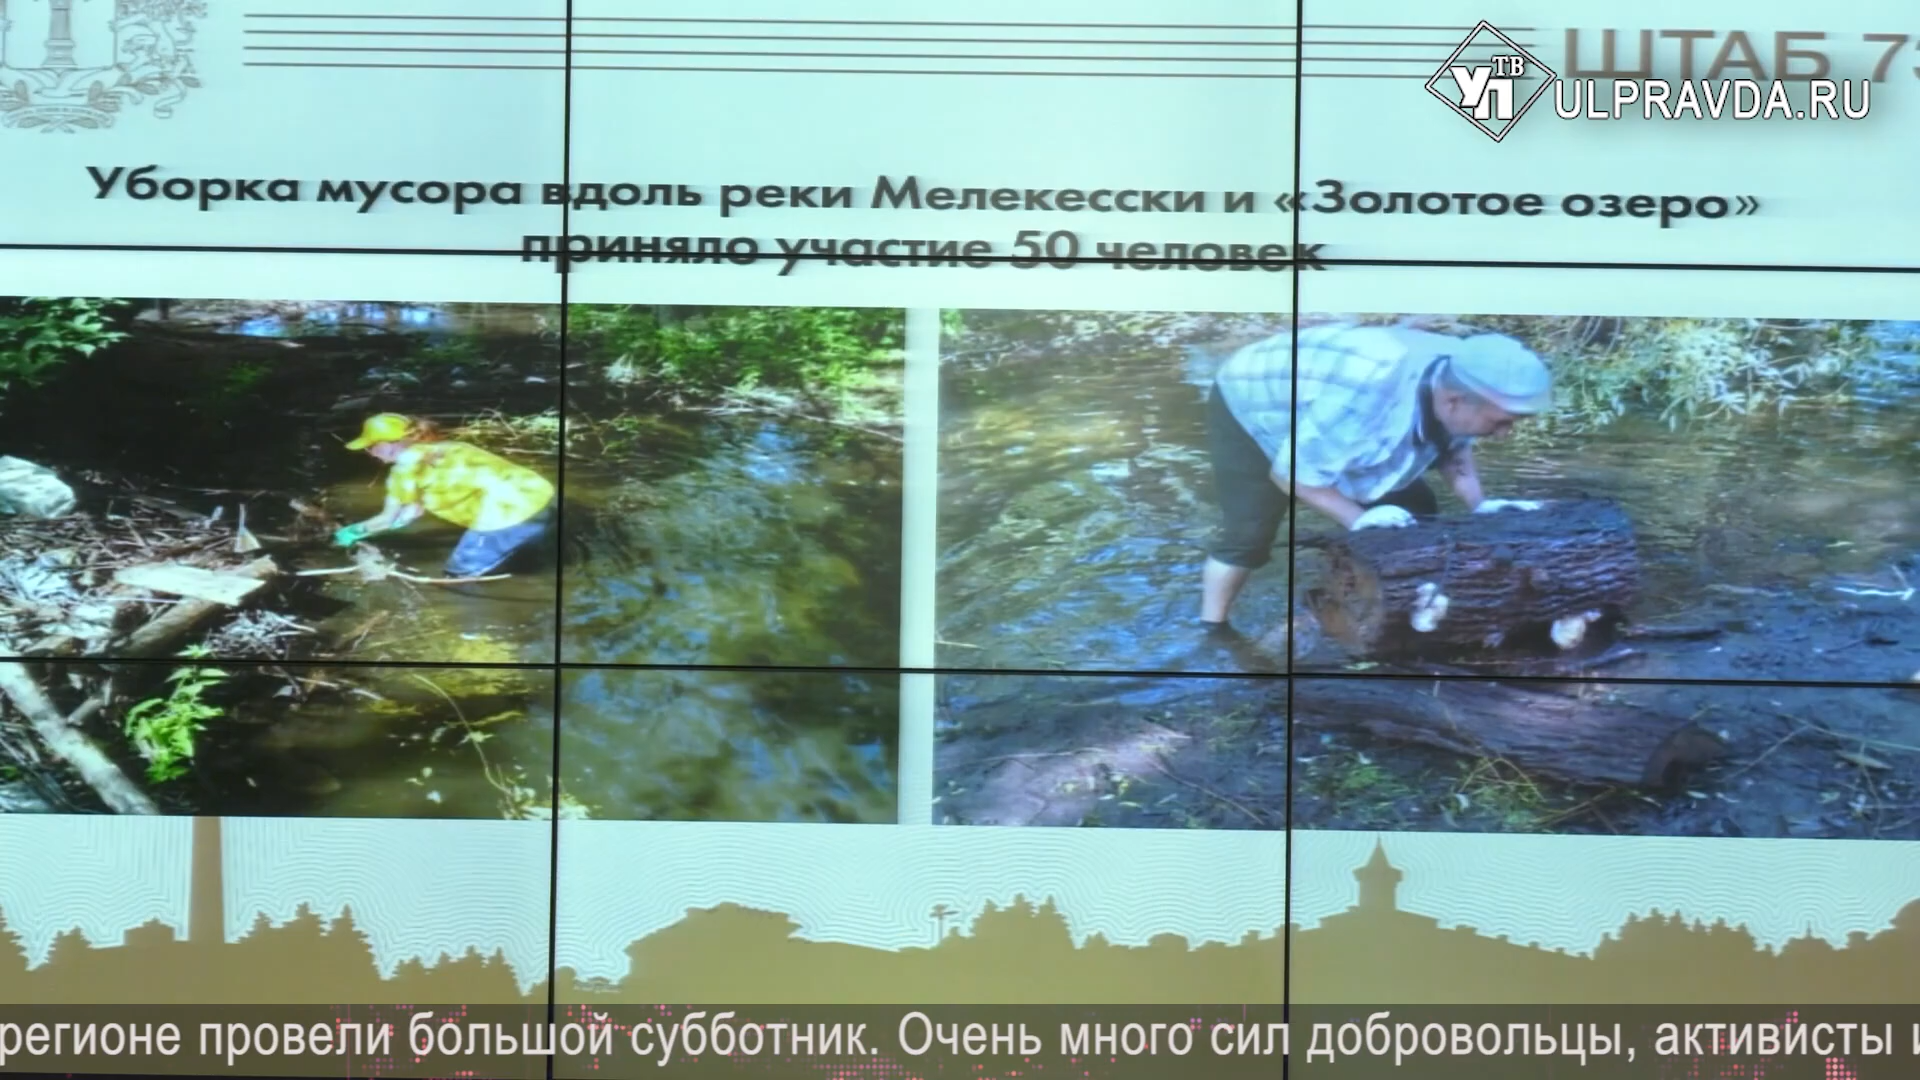 ШТАБ 73
УП ТВ
ULPRAVDA.RU
Уборка мусора вдоль реки Мелекесски и «Золотое озеро»
приняло участие 50 человек
регионе провели большой субботник. Очень много сил добровольцы, активисты и